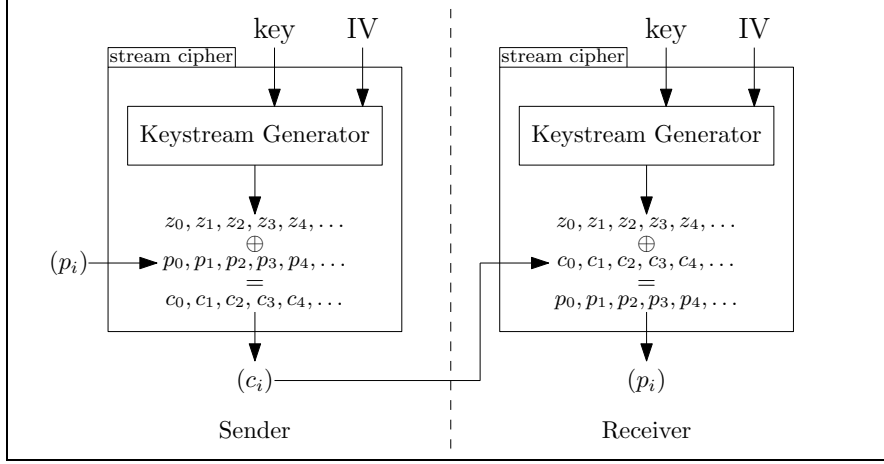 key IV
stream cipher
Keystream Generator
z₀, z₁, z₂, z₃, z₄, …
⊕
(pᵢ) p₀, p₁, p₂, p₃, p₄, …
=
c₀, c₁, c₂, c₃, c₄, …
(cᵢ)
Sender
key IV
stream cipher
Keystream Generator
z₀, z₁, z₂, z₃, z₄, …
⊕
c₀, c₁, c₂, c₃, c₄, …
=
p₀, p₁, p₂, p₃, p₄, …
(pᵢ)
Receiver